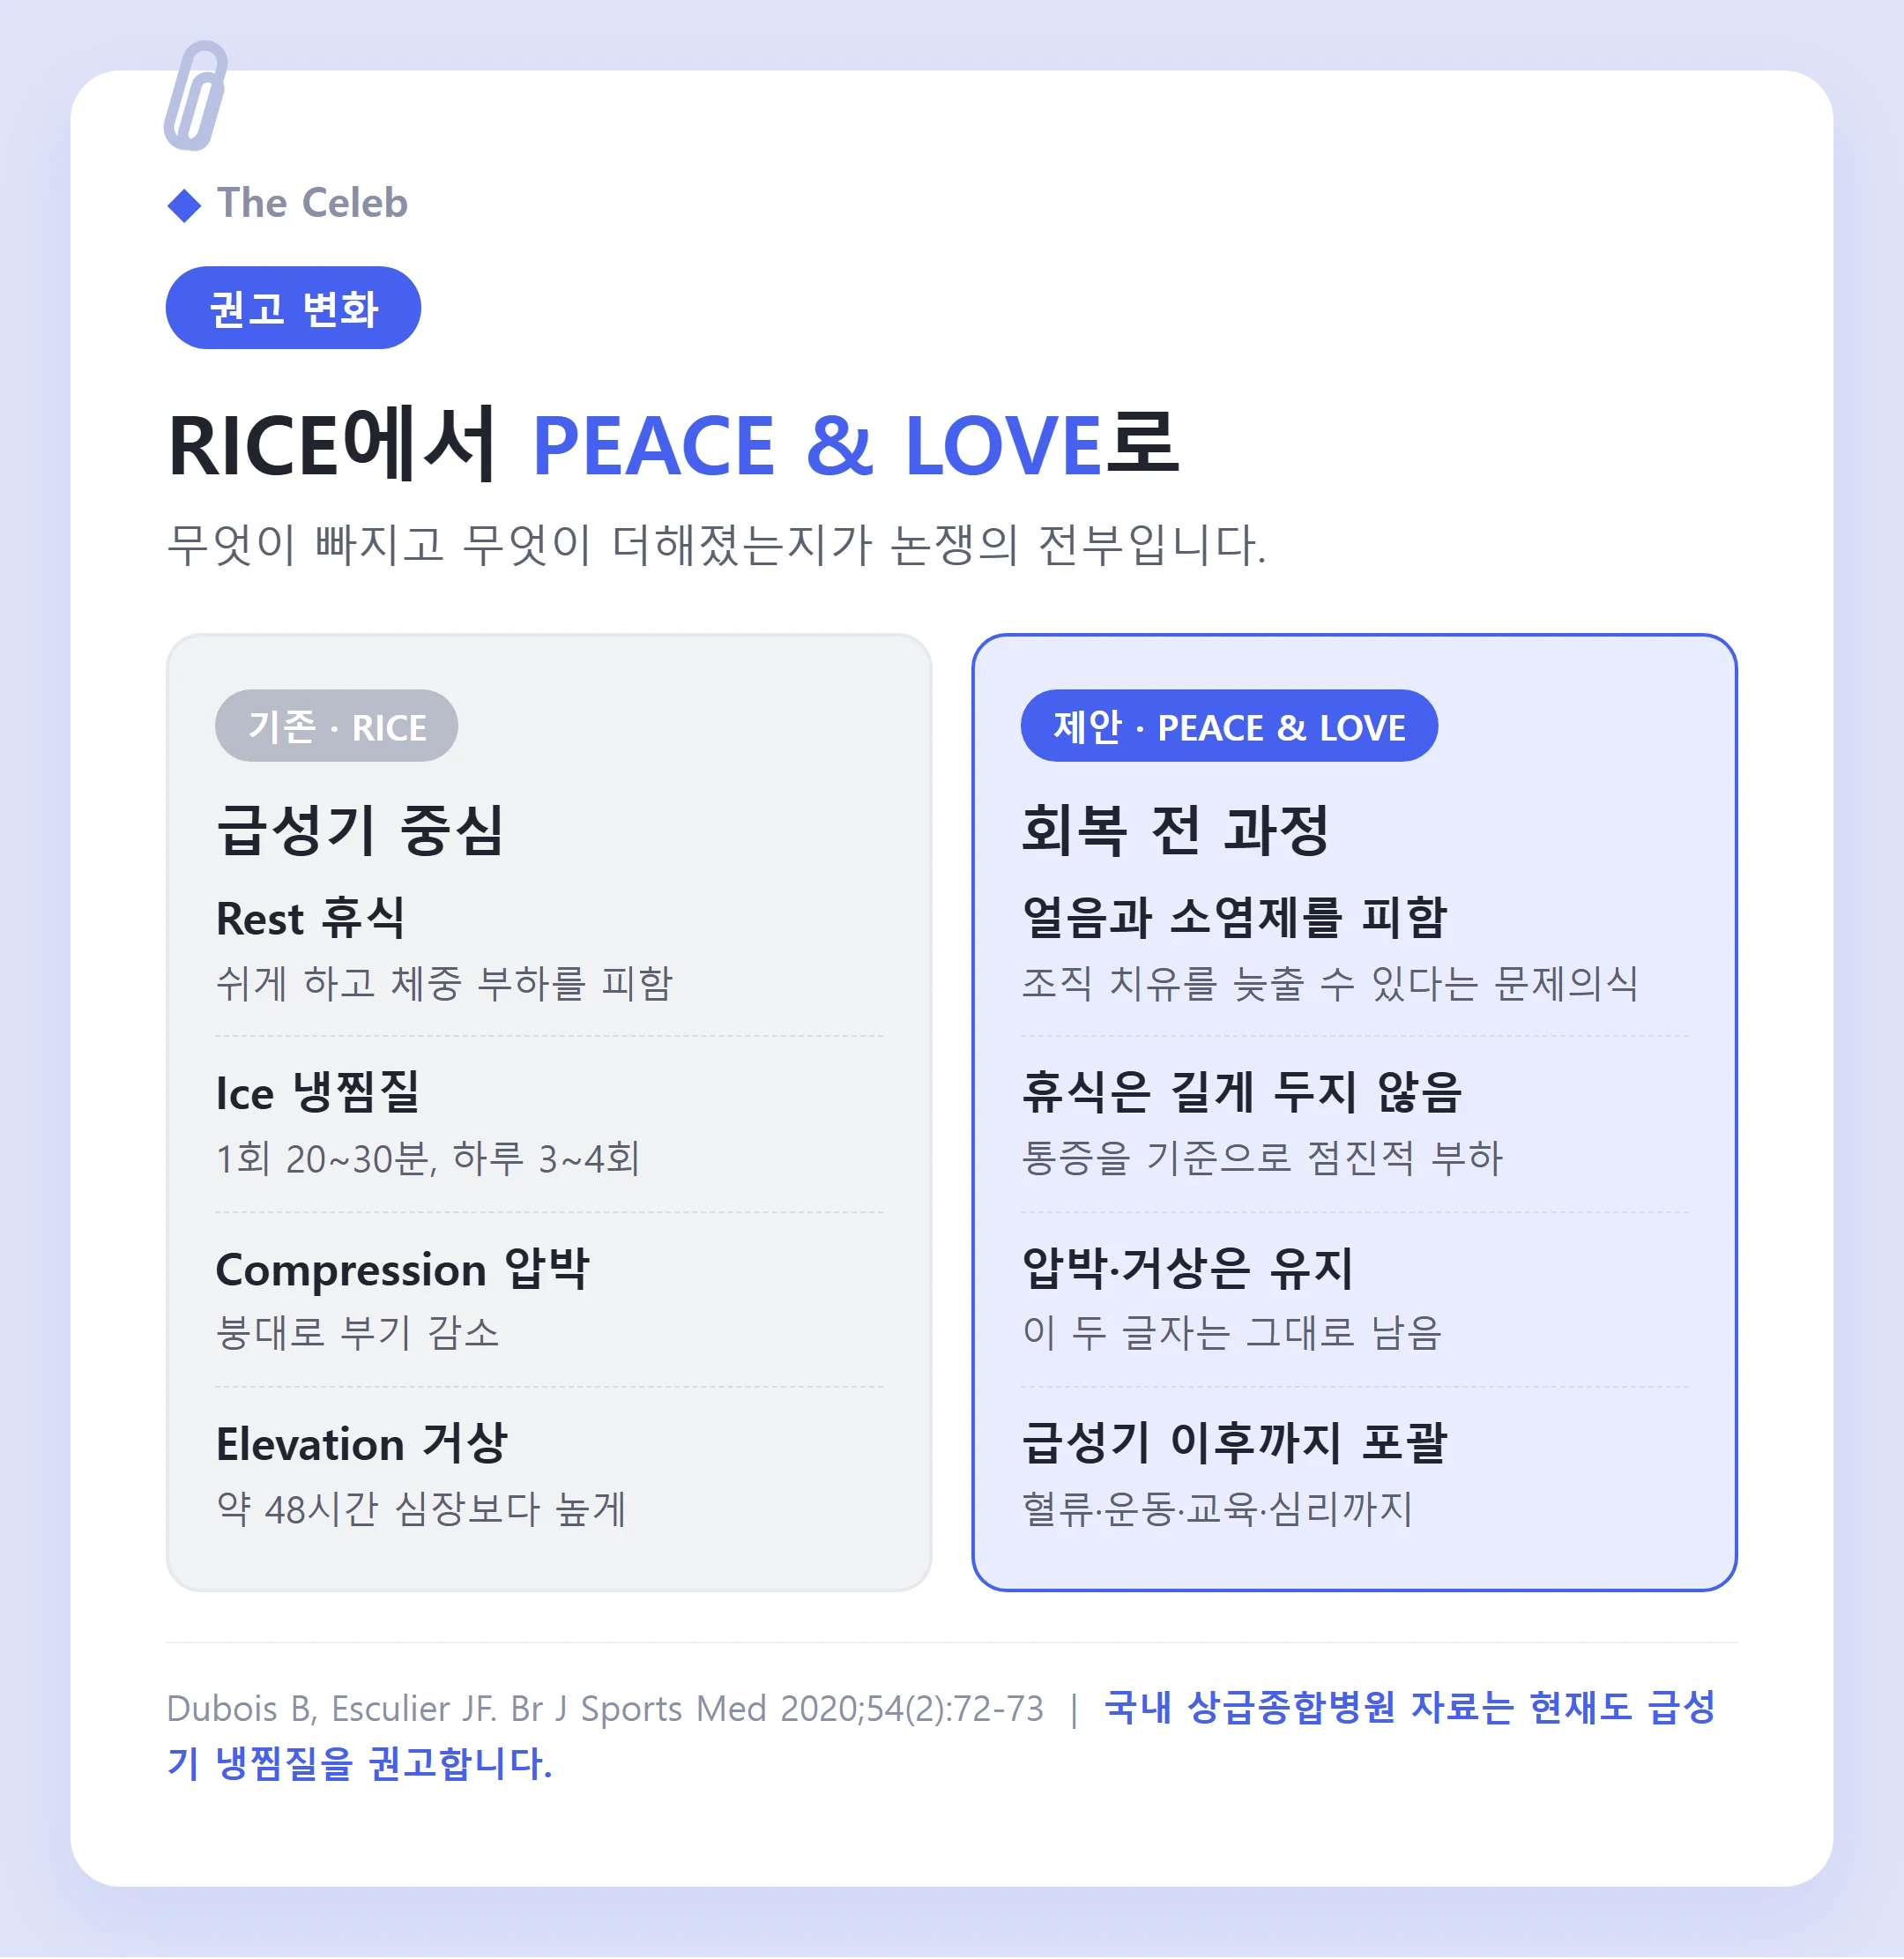 The Celeb
권고 변화
RICE에서 PEACE & LOVE로
무엇이 빠지고 무엇이 더해졌는지가 논쟁의 전부입니다.
기존 · RICE
급성기 중심
Rest 휴식
쉬게 하고 체중 부하를 피함
Ice 냉찜질
1회 20~30분, 하루 3~4회
Compression 압박
붕대로 부기 감소
Elevation 거상
약 48시간 심장보다 높게
제안 · PEACE & LOVE
회복 전 과정
얼음과 소염제를 피함
조직 치유를 늦출 수 있다는 문제의식
휴식은 길게 두지 않음
통증을 기준으로 점진적 부하
압박·거상은 유지
이 두 글자는 그대로 남음
급성기 이후까지 포괄
혈류·운동·교육·심리까지
Dubois B, Esculier JF. Br J Sports Med 2020;54(2):72-73 | 국내 상급종합병원 자료는 현재도 급성
기 냉찜질을 권고합니다.